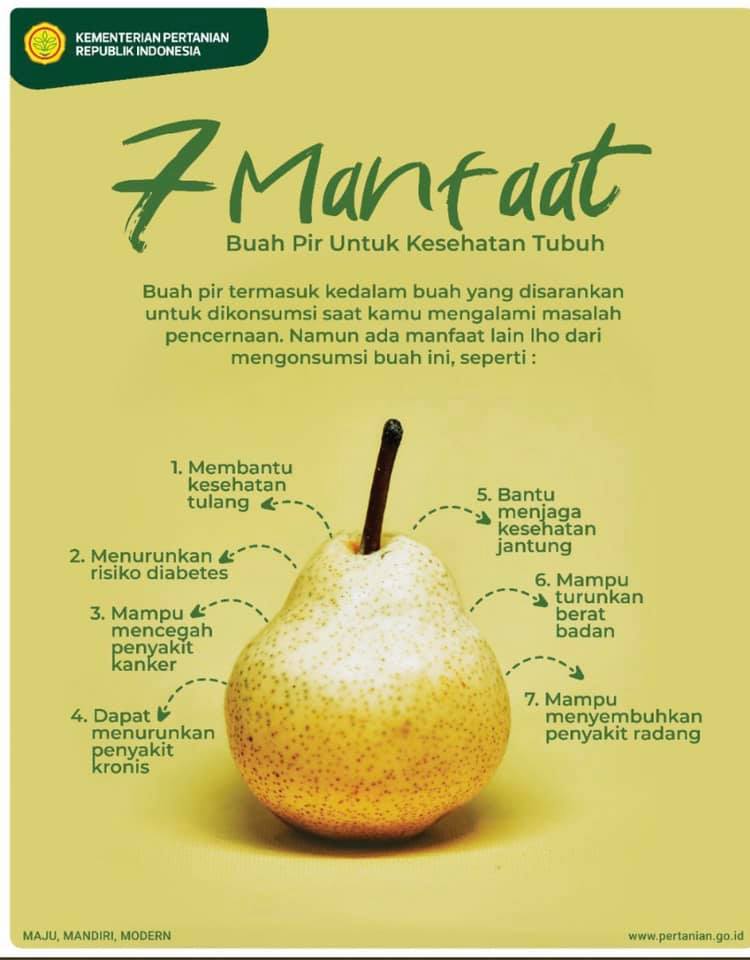 KEMENTERIAN PERTANIAN
REPUBLIK INDONESIA
7 Manfaat
Buah Pir Untuk Kesehatan Tubuh
Buah pir termasuk kedalam buah yang disarankan
untuk dikonsumsi saat kamu mengalami masalah
pencernaan. Namun ada manfaat lain lho dari
mengonsumsi buah ini, seperti :
1. Membantu
kesehatan
tulang
2. Menurunkan
risiko diabetes
3. Mampu
mencegah
penyakit
kanker
4. Dapat
menurunkan
penyakit
kronis
5. Bantu
menjaga
kesehatan
jantung
6. Mampu
turunkan
berat
badan
7. Mampu
menyembuhkan
penyakit radang
MAJU, MANDIRI, MODERN
www.pertanian.go.id